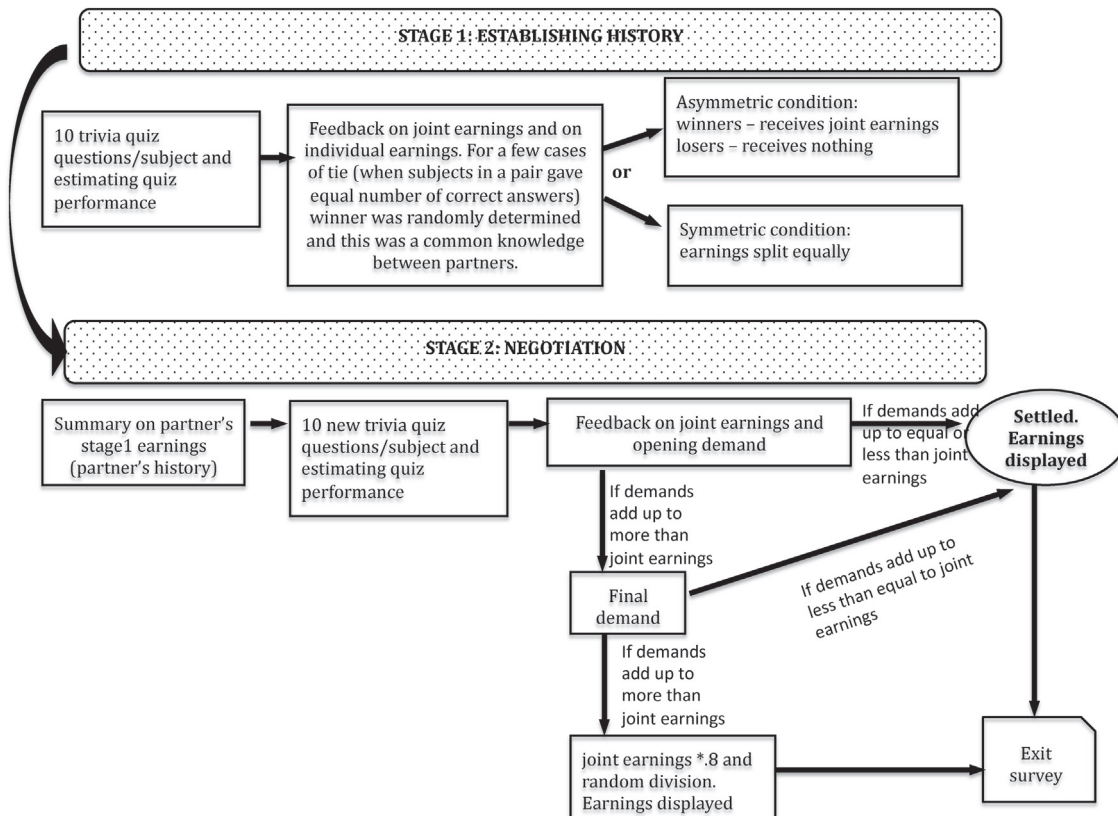 STAGE 1: ESTABLISHING HISTORY
10 trivia quiz
questions/subject and
estimating quiz
performance
Feedback on joint earnings and on
individual earnings. For a few cases
of tie (when subjects in a pair gave
equal number of correct answers)
winner was randomly determined
and this was a common knowledge
between partners.
or
Asymmetric condition:
winners – receives joint earnings
losers – receives nothing
Symmetric condition:
earnings split equally
STAGE 2: NEGOTIATION
Summary on partner's
stage1 earnings
(partner's history)
10 new trivia quiz
questions/subject and
estimating quiz
performance
Feedback on joint earnings and
opening demand
If demands add
up to equal or
less than joint
earnings
Settled.
Earnings
displayed
If demands
add up to
more than
joint earnings
Final
demand
If demands add up to
less than equal to joint
earnings
If demands
add up to
more than
joint earnings
joint earnings *.8 and
random division.
Earnings displayed
Exit
survey